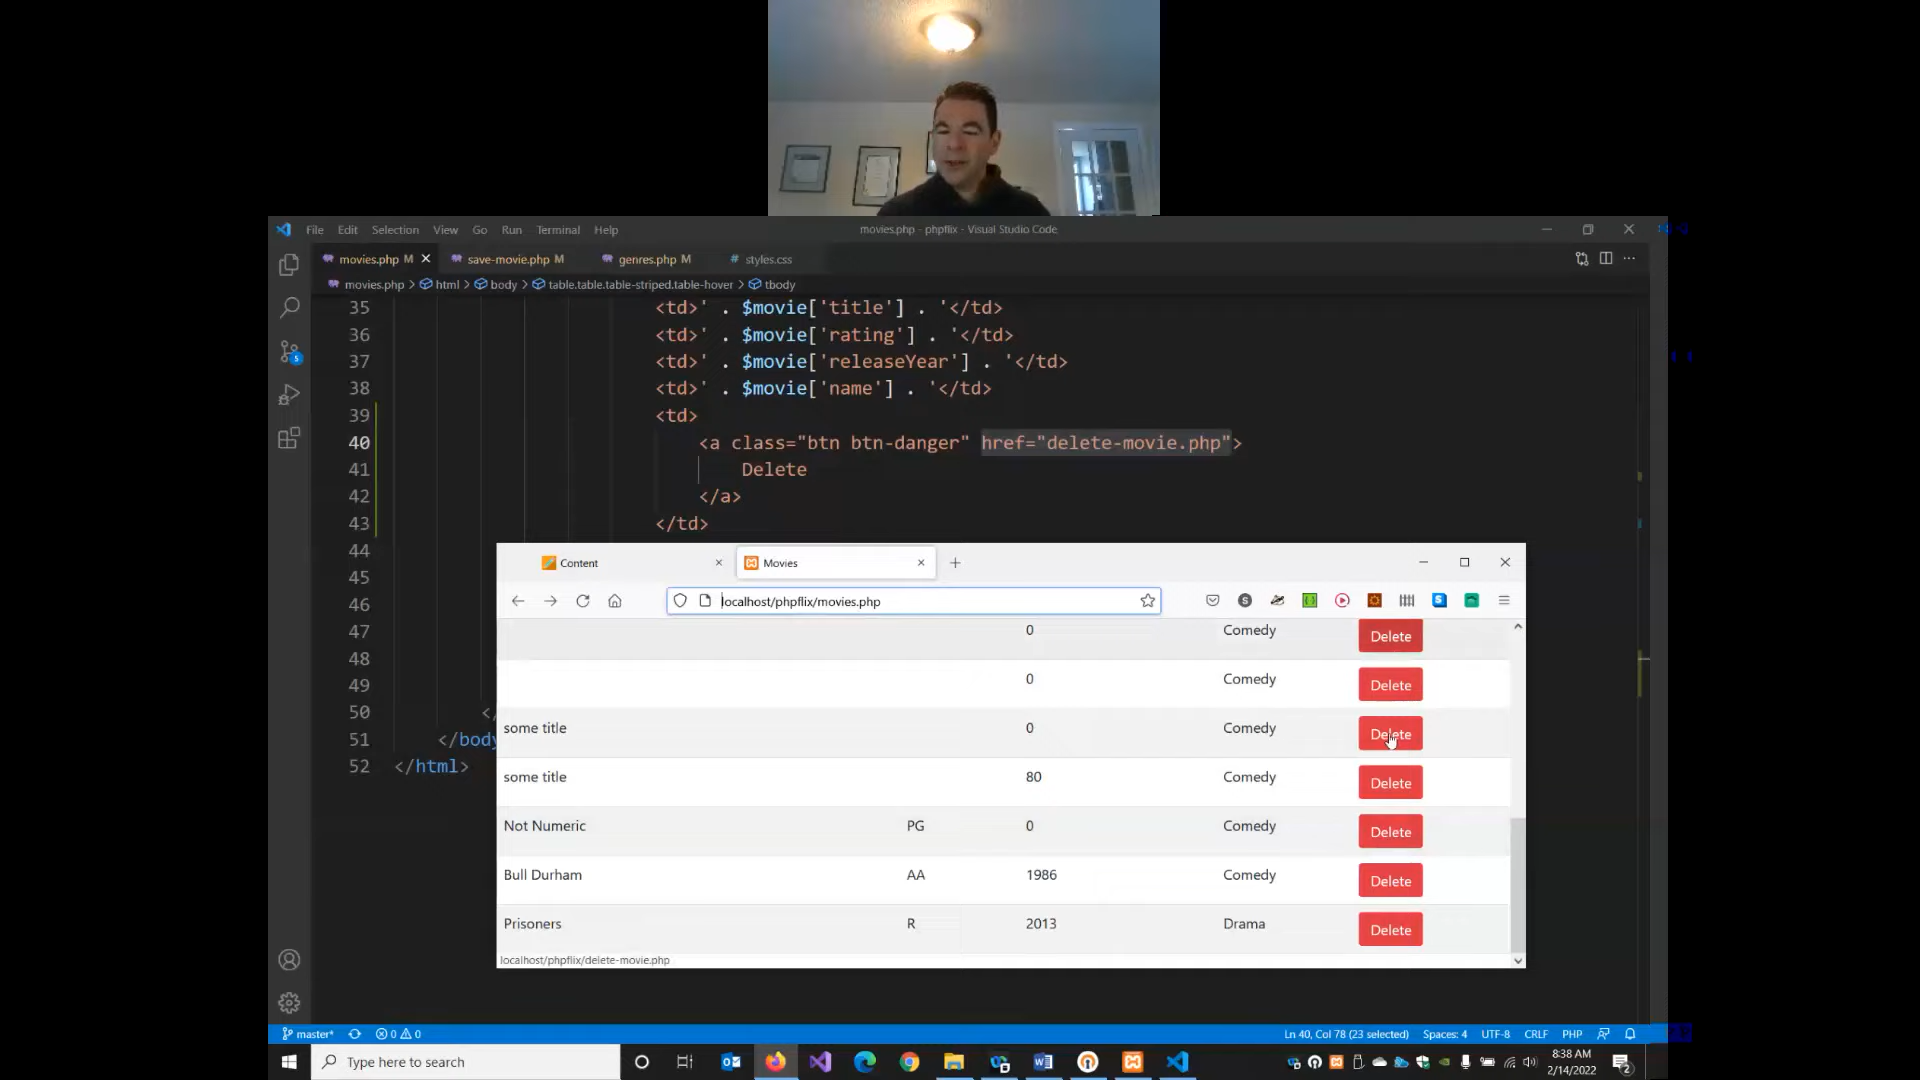 File Edit Selection View Go Run Terminal Help
movies.php - phpflix - Visual Studio Code
movies.php M
save-movie.php M
genres.php M
# styles.css
movies.php > html > body > table.table.table-striped.table-hover > tbody
35 <td>' . $movie['title'] . '</td>
36 <td>' . $movie['rating'] . '</td>
37 <td>' . $movie['releaseYear'] . '</td>
38 <td>' . $movie['name'] . '</td>
39 <td>
40 <a class="btn btn-danger" href="delete-movie.php">
41 Delete
42 </a>
43 </td>
44
45
46
47
48
49
50 </
51 </body
52 </html>
5
Content
Movies
localhost/phpflix/movies.php
0 Comedy Delete
0 Comedy Delete
some title 0 Comedy Delete
some title 80 Comedy Delete
Not Numeric PG 0 Comedy Delete
Bull Durham AA 1986 Comedy Delete
Prisoners R 2013 Drama Delete
localhost/phpflix/delete-movie.php
master* 0 0
Ln 40, Col 78 (23 selected) Spaces: 4 UTF-8 CRLF PHP
Type here to search
8:38 AM
2/14/2022
2